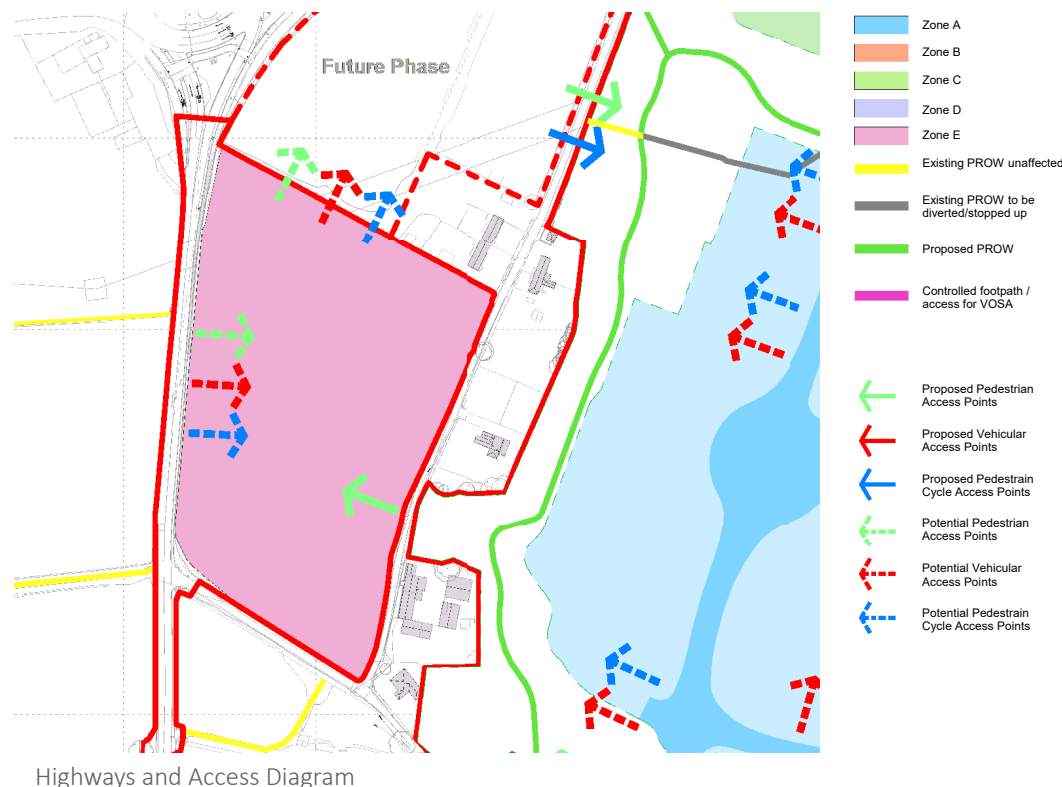 Future Phase
Zone A
Zone B
Zone C
Zone D
Zone E
Existing PROW unaffected
Existing PROW to be
diverted/stopped up
Proposed PROW
Controlled footpath /
access for VOSA
Proposed Pedestrian
Access Points
Proposed Vehicular
Access Points
Proposed Pedestrain
Cycle Access Points
Potential Pedestrian
Access Points
Potential Vehicular
Access Points
Potential Pedestrain
Cycle Access Points
Highways and Access Diagram